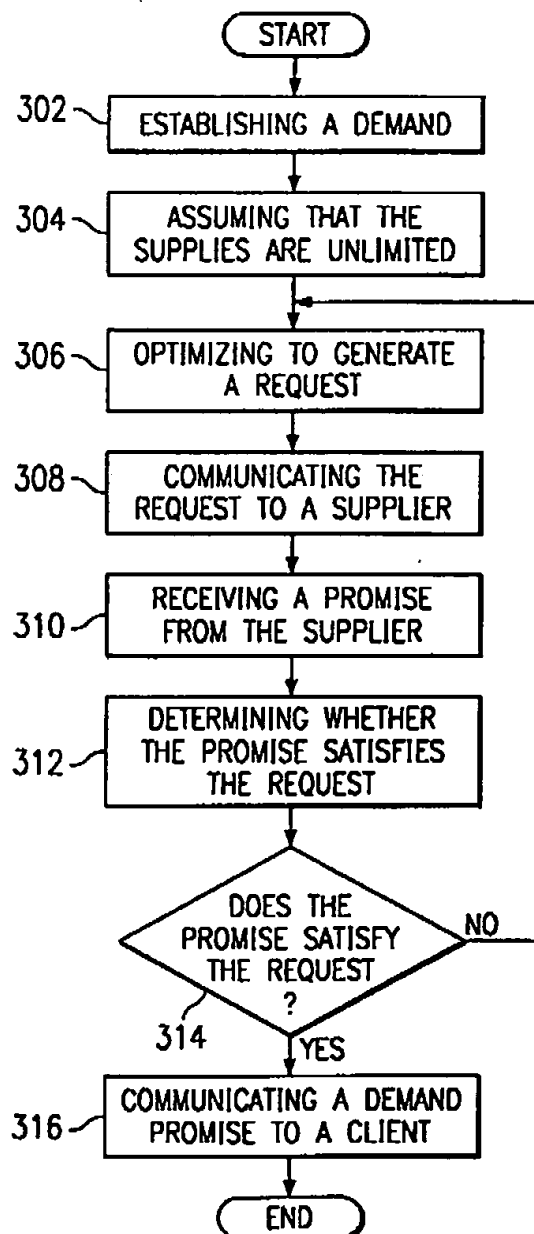 START
302
ESTABLISHING A DEMAND
304
ASSUMING THAT THE
SUPPLIES ARE UNLIMITED
306
OPTIMIZING TO GENERATE
A REQUEST
308
COMMUNICATING THE
REQUEST TO A SUPPLIER
310
RECEIVING A PROMISE
FROM THE SUPPLIER
312
DETERMINING WHETHER
THE PROMISE SATISFIES
THE REQUEST
DOES THE
PROMISE SATISFY
THE REQUEST
?
NO
314
YES
316
COMMUNICATING A DEMAND
PROMISE TO A CLIENT
END